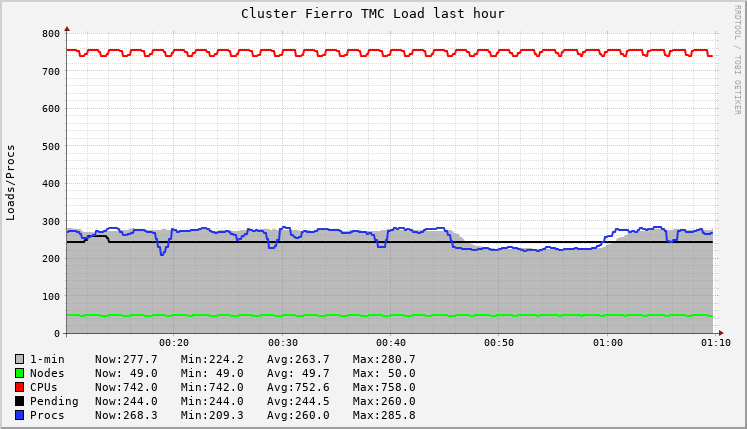 Cluster Fierro TMC Load last hour
RRDTOOL / TOBI OETIKER
Loads/Procs
800
700
600
500
400
300
200
100
0
00:20 00:30 00:40 00:50 01:00 01:10
1-min Now:277.7 Min:224.2 Avg:263.7 Max:280.7
Nodes Now: 49.0 Min: 49.0 Avg: 49.7 Max: 50.0
CPUs Now:742.0 Min:742.0 Avg:752.6 Max:758.0
Pending Now:244.0 Min:244.0 Avg:244.5 Max:260.0
Procs Now:268.3 Min:209.3 Avg:260.0 Max:285.8